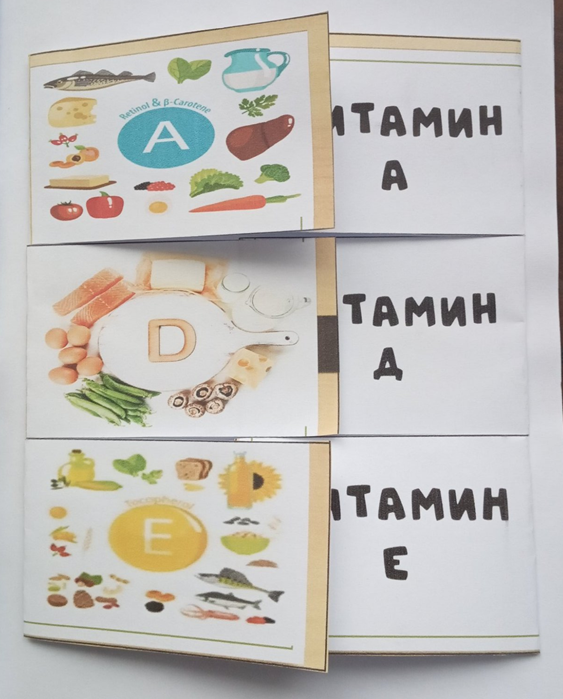 Retinol & β-Carotene
A
ИТАМИН
А
D
ТАМИН
Д
Tocopherol
E
ИТАМИН
Е